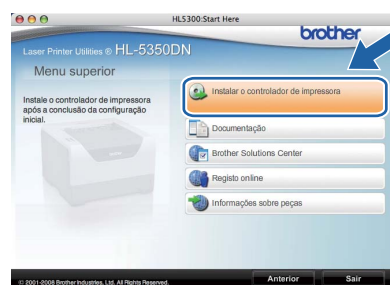 HL5300:Start Here
brother
Laser Printer Utilities ® HL-5350DN
Menu superior
Instale o controlador de impressora
após a conclusão da configuração
inicial.
Instalar o controlador de impressora
Documentação
Brother Solutions Center
Registo online
Informações sobre peças
© 2001-2008 Brother Industries, Ltd. All Rights Reserved.
Anterior
Sair